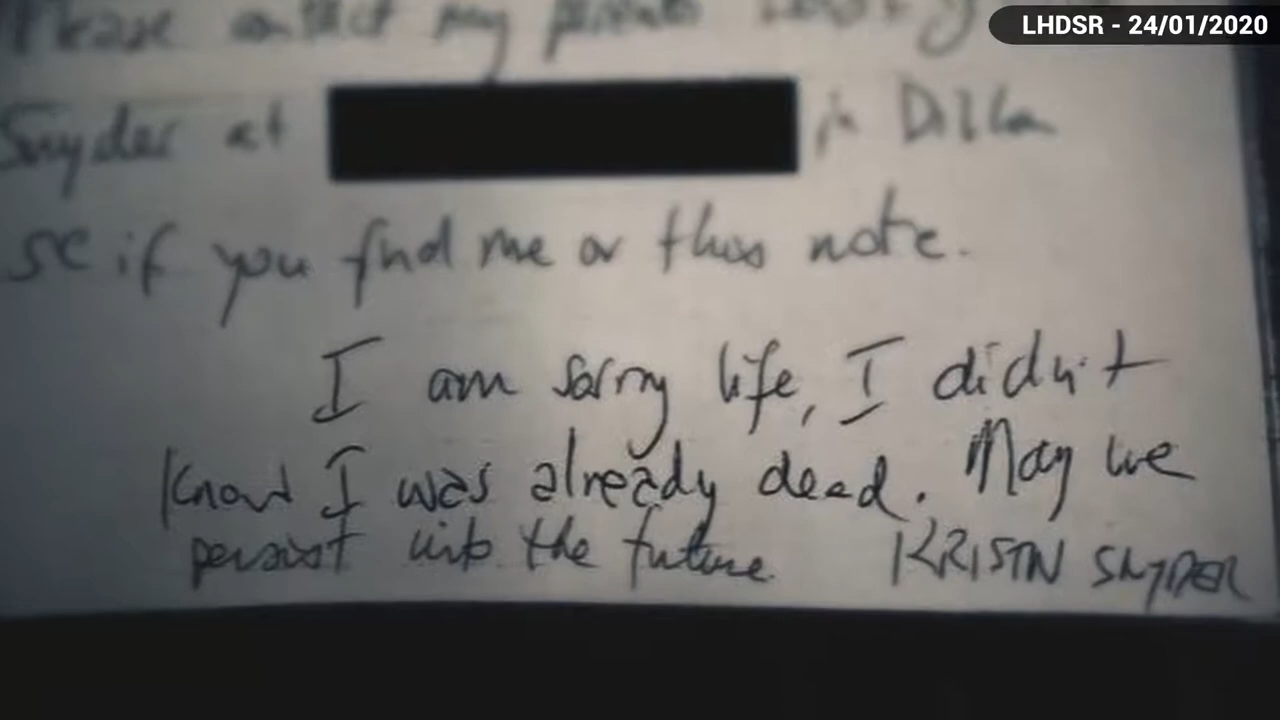 LHDSR - 24/01/2020
Please contact my parents
Snyder at in Dillon
SC if you find me or this note.
I am sorry life, I didn't
Know I was already dead. May we
persist into the future KRISTIN SNYDER